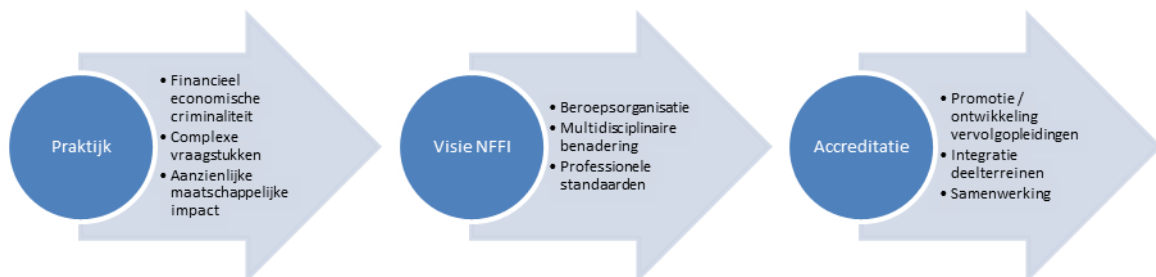 Praktijk
• Financieel
economische
criminaliteit
• Complexe
vraagstukken
• Aanzienlijke
maatschappelijke
impact
Visie NFFI
• Beroepsorganisatie
• Multidisciplinaire
benadering
• Professionele
standaarden
Accreditatie
• Promotie /
ontwikkeling
vervolgopleidingen
• Integratie
deelterreinen
• Samenwerking